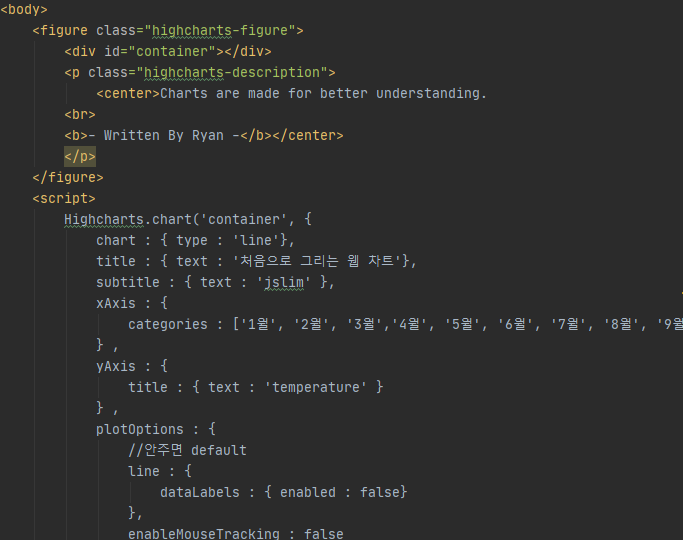 <body>
<figure class="highcharts-figure">
<div id="container"></div>
<p class="highcharts-description">
<center>Charts are made for better understanding.
<br>
<b>- Written By Ryan -</b></center>
</p>
</figure>
<script>
Highcharts.chart('container', {
chart : { type : 'line'},
title : { text : '처음으로 그리는 웹 차트'},
subtitle : { text : 'jslim' },
xAxis : {
categories : ['1월', '2월', '3월','4월', '5월', '6월', '7월', '8월', '9월
} ,
yAxis : {
title : { text : 'temperature' }
} ,
plotOptions : {
//안주면 default
line : {
dataLabels : { enabled : false}
},
enableMouseTracking : false